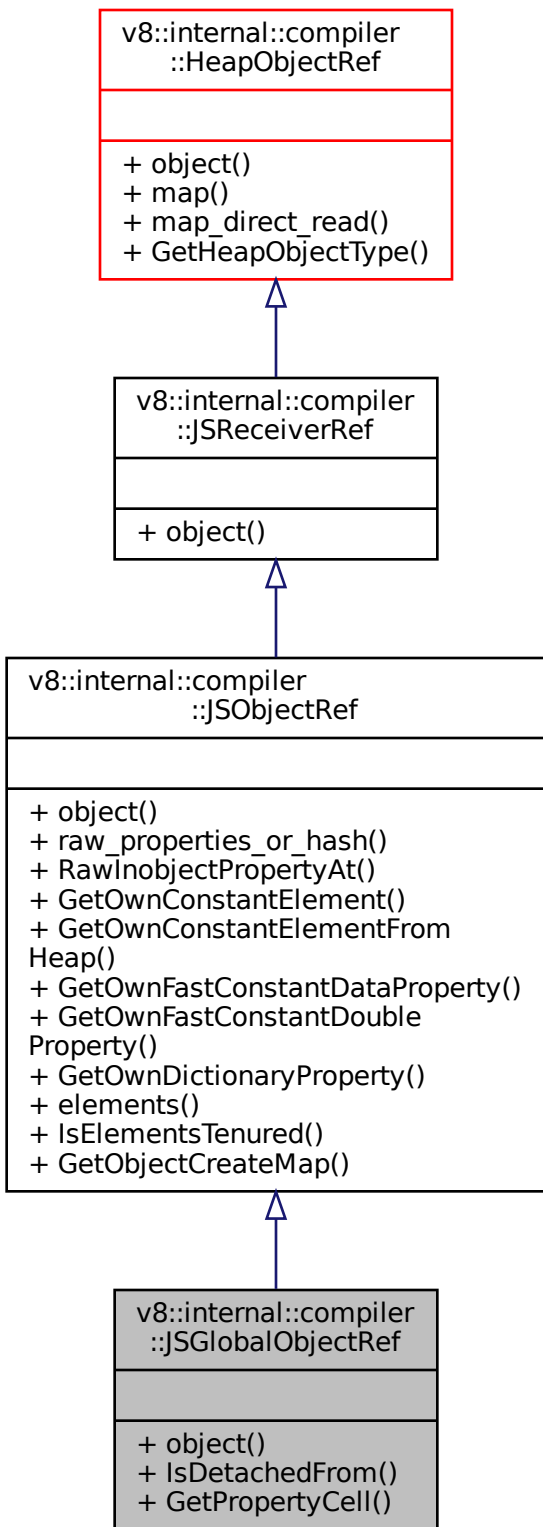 v8::internal::compiler
::HeapObjectRef
+ object()
+ map()
+ map_direct_read()
+ GetHeapObjectType()
v8::internal::compiler
::JSReceiverRef
+ object()
v8::internal::compiler
::JSObjectRef
+ object()
+ raw_properties_or_hash()
+ RawInobjectPropertyAt()
+ GetOwnConstantElement()
+ GetOwnConstantElementFrom
Heap()
+ GetOwnFastConstantDataProperty()
+ GetOwnFastConstantDouble
Property()
+ GetOwnDictionaryProperty()
+ elements()
+ IsElementsTenured()
+ GetObjectCreateMap()
v8::internal::compiler
::JSGlobalObjectRef
+ object()
+ IsDetachedFrom()
+ GetPropertyCell()